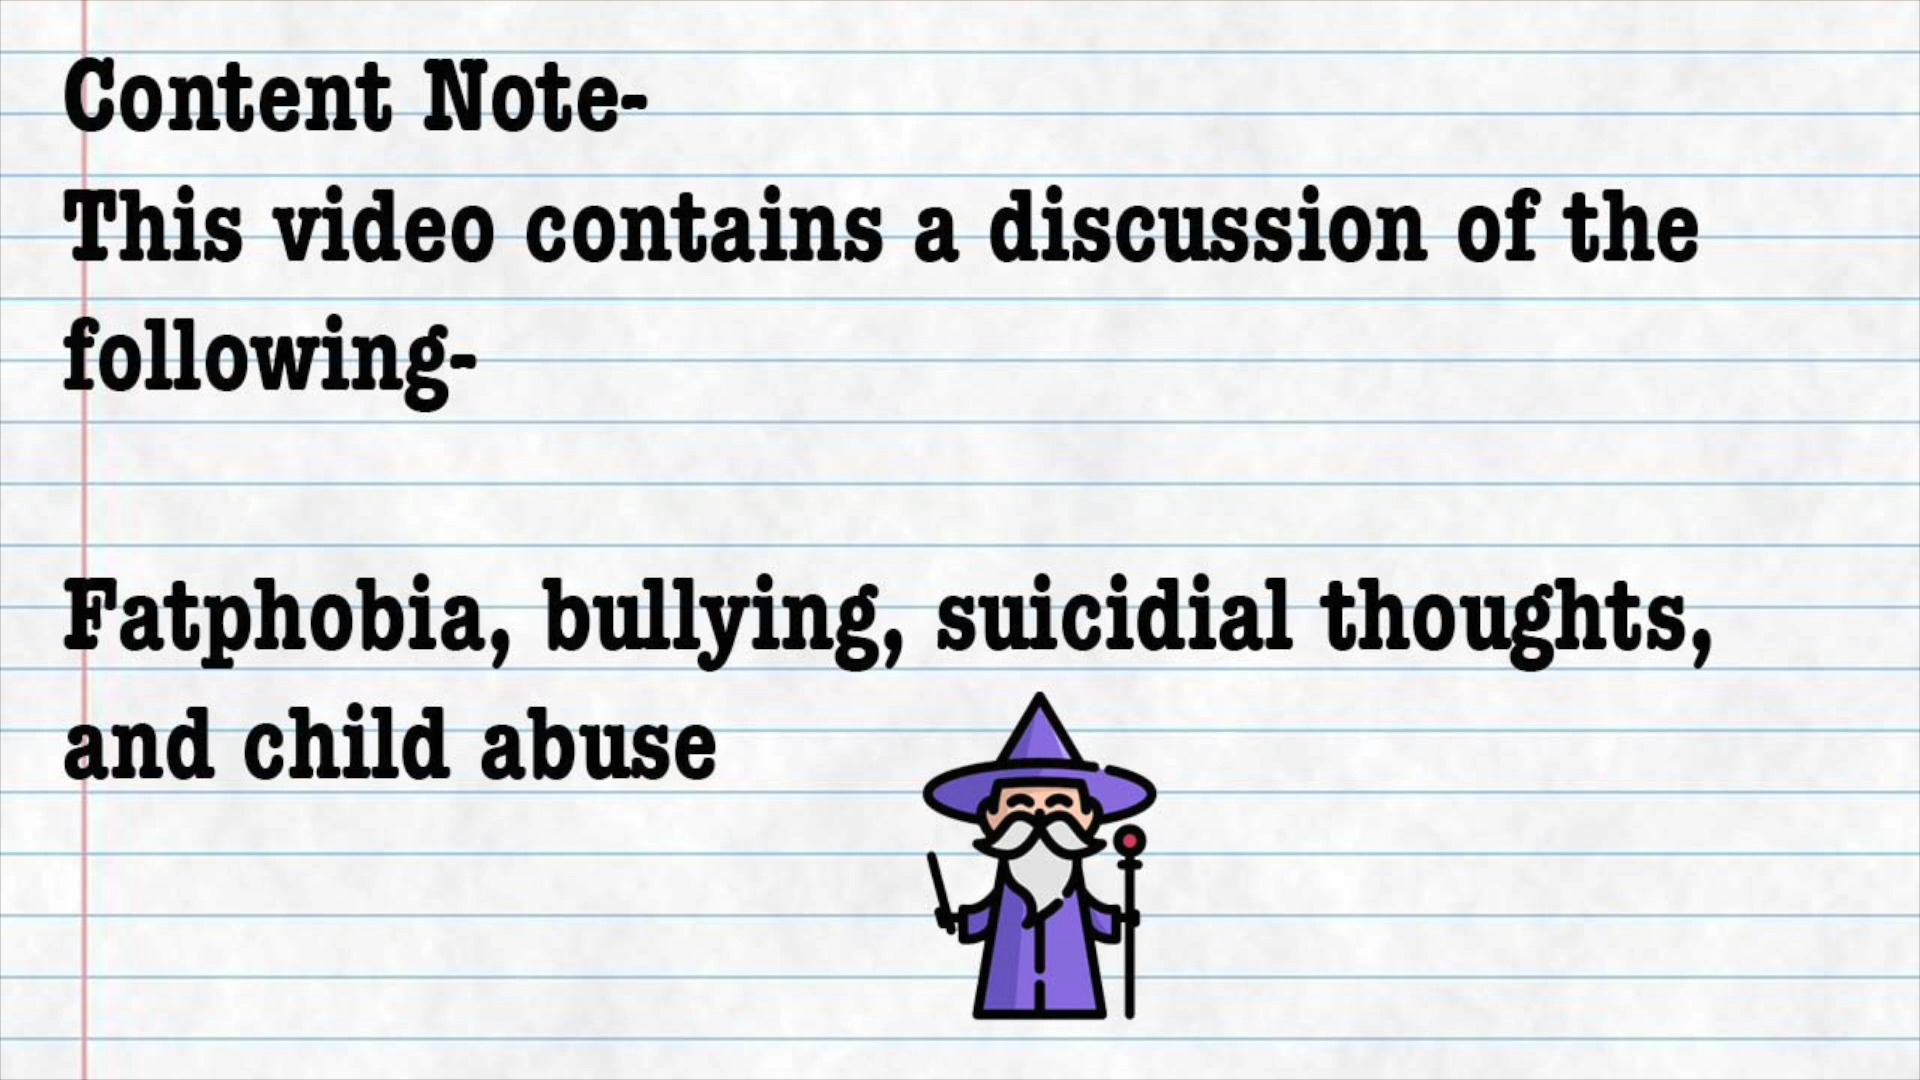 Content Note-
This video contains a discussion of the
following-
Fatphobia, bullying, suicidial thoughts,
and child abuse